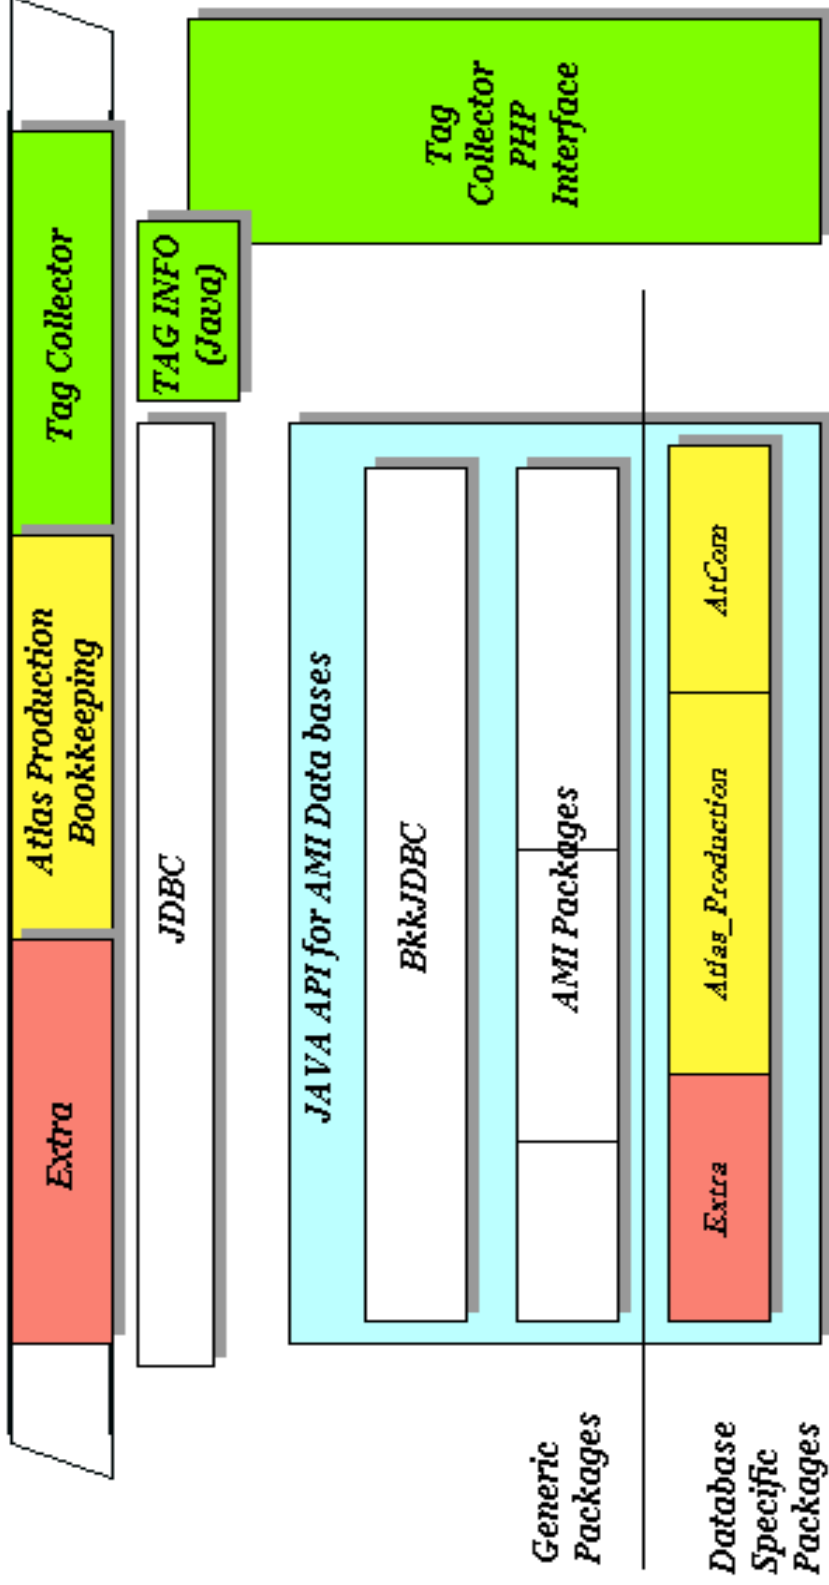 Extra
Atlas Production
Bookkeeping
Tag Collector
JDBC
TAG INFO
(Java)
JAVA API for AMI Data bases
BkkJDBC
Generic
Packages
AMI Packages
Database
Specific
Packages
Extra
Atlas_Production
AtCom
Tag
Collector
PHP
Interface